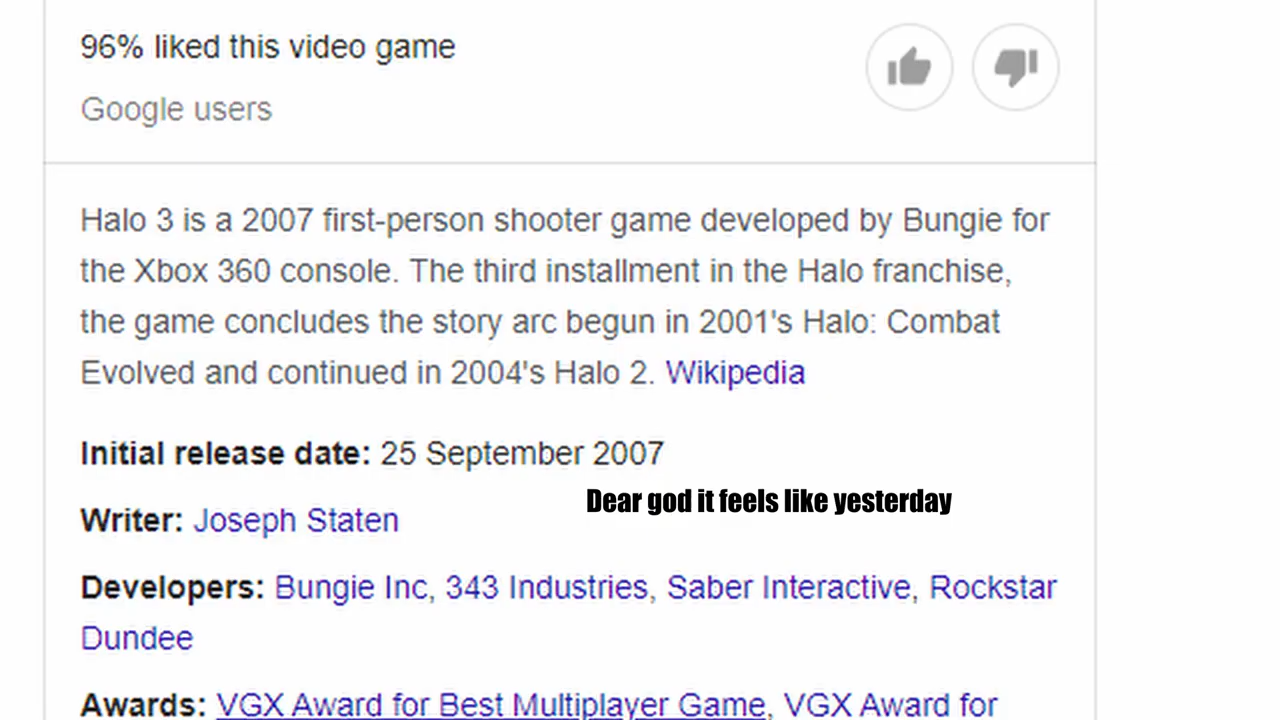 96% liked this video game
Google users
Halo 3 is a 2007 first-person shooter game developed by Bungie for
the Xbox 360 console. The third installment in the Halo franchise,
the game concludes the story arc begun in 2001's Halo: Combat
Evolved and continued in 2004's Halo 2. Wikipedia
Initial release date: 25 September 2007
Dear god it feels like yesterday
Writer: Joseph Staten
Developers: Bungie Inc, 343 Industries, Saber Interactive, Rockstar
Dundee
Awards: VGX Award for Best Multiplayer Game, VGX Award for